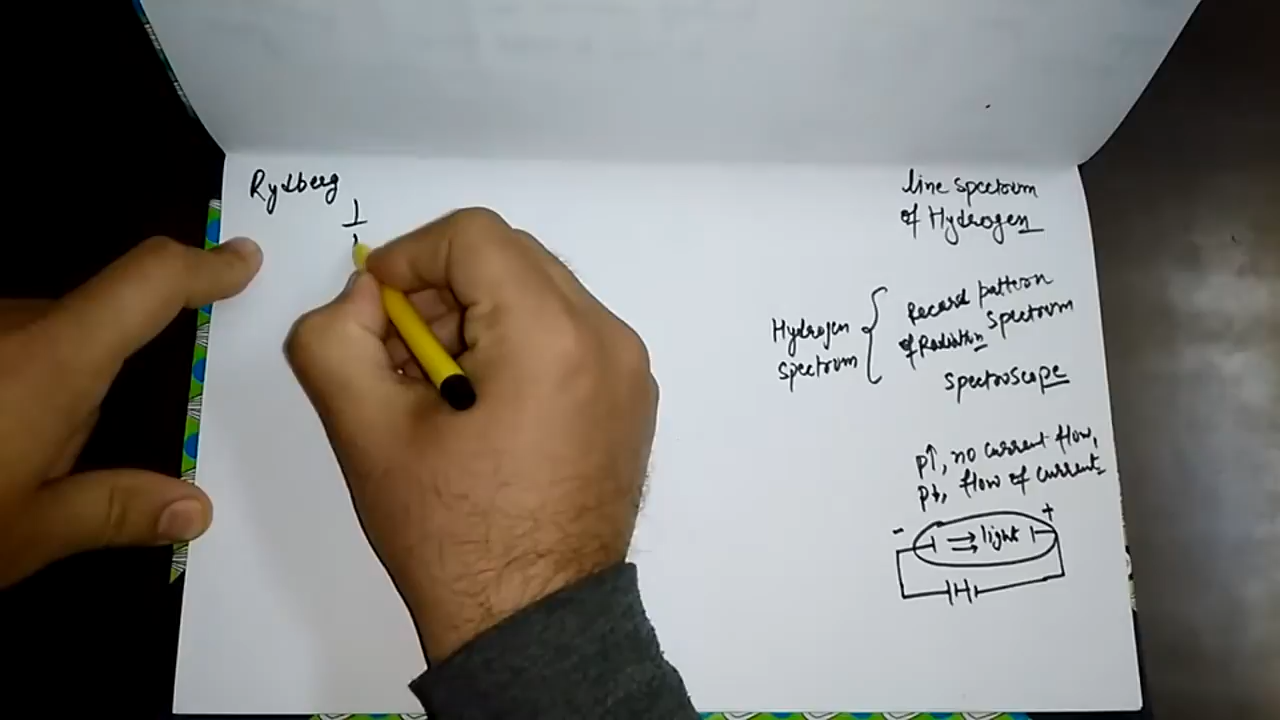 Rydberg
1
line spectrum
of Hydrogen
Hydrogen
spectrum
Record pattern
of Radiation spectrum
spectroscope
p↑, no current flow,
p↓, flow of current
- +
light